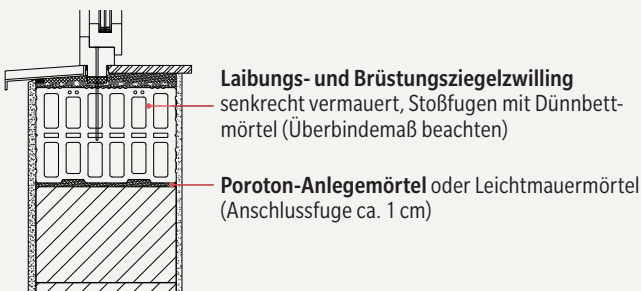 Laibungs- und Brüstungsziegelzwilling
senkrecht vermauert, Stoßfugen mit Dünnbett-
mörtel (Überbindemaß beachten)
Poroton-Anlegemörtel oder Leichtmauermörtel
(Anschlussfuge ca. 1 cm)